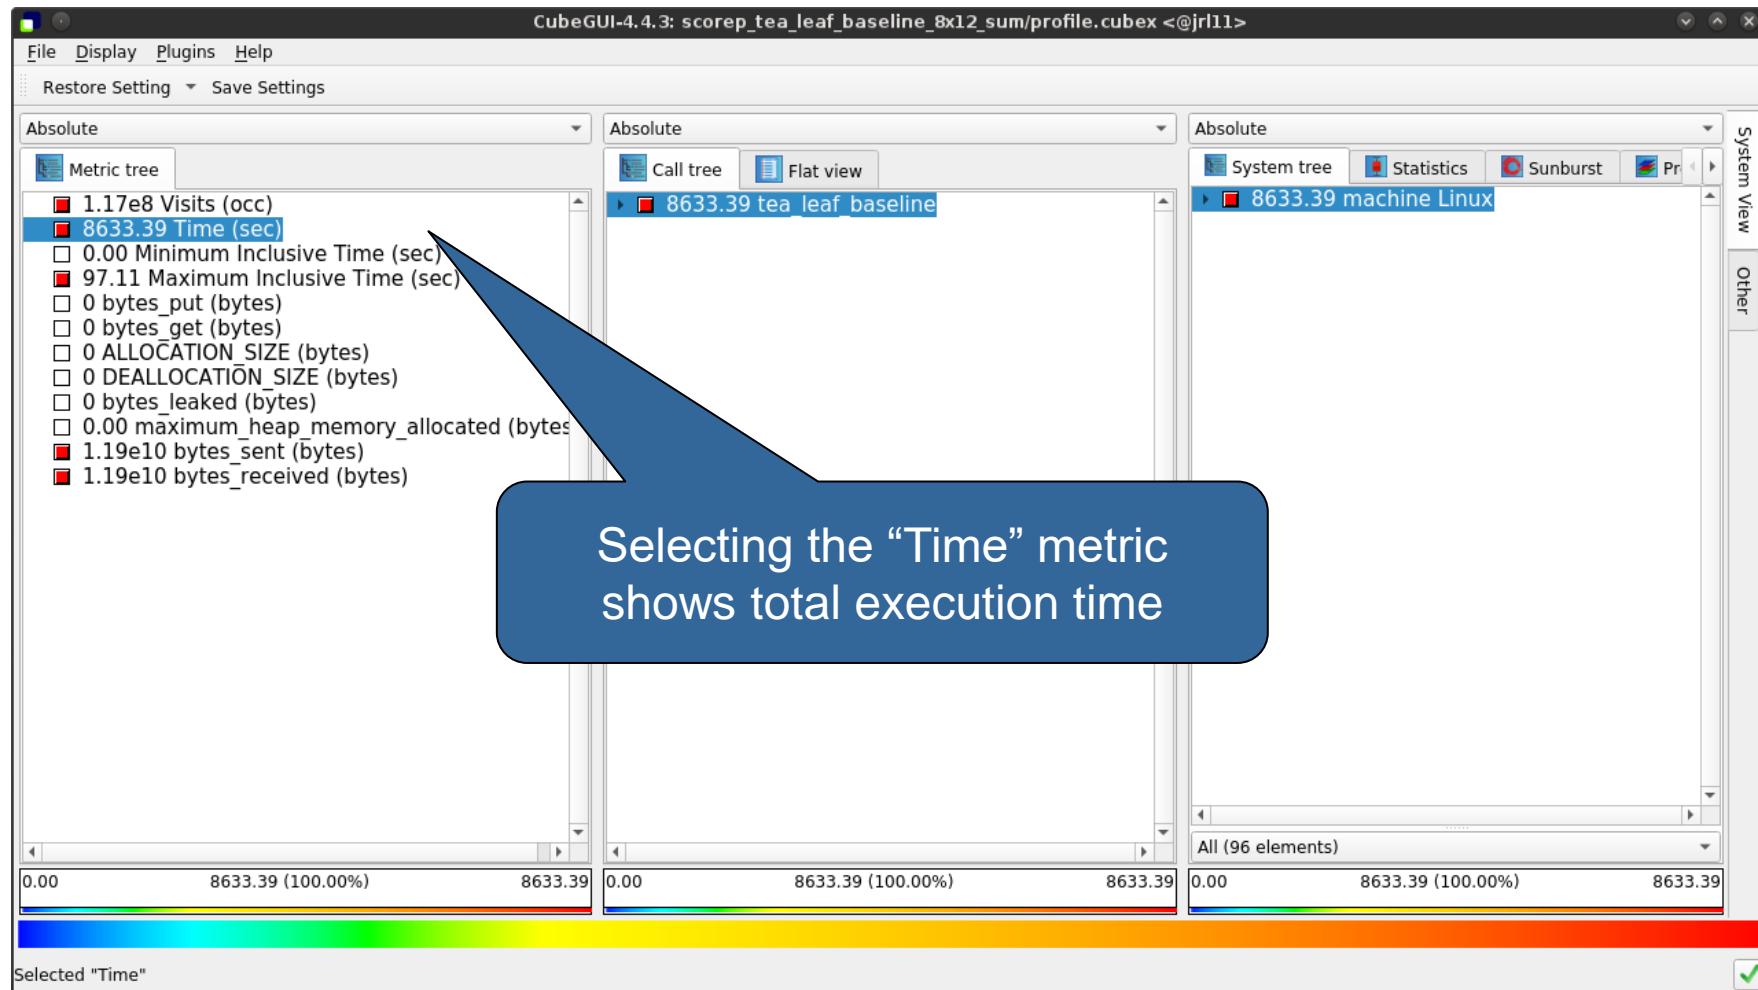 CubeGUI-4.4.3: scorep_tea_leaf_baseline_8x12_sum/profile.cubex <@jrl11>
File Display Plugins Help
Restore Setting Save Settings
Absolute
Metric tree
1.17e8 Visits (occ)
8633.39 Time (sec)
0.00 Minimum Inclusive Time (sec)
97.11 Maximum Inclusive Time (sec)
0 bytes_put (bytes)
0 bytes_get (bytes)
0 ALLOCATION_SIZE (bytes)
0 DEALLOCATION_SIZE (bytes)
0 bytes_leaked (bytes)
0.00 maximum_heap_memory_allocated (bytes
1.19e10 bytes_sent (bytes)
1.19e10 bytes_received (bytes)
0.00 8633.39 (100.00%) 8633.39
Absolute
Call tree Flat view
8633.39 tea_leaf_baseline
0.00 8633.39 (100.00%) 8633.39
Absolute
System tree Statistics Sunburst Pr
8633.39 machine Linux
All (96 elements)
0.00 8633.39 (100.00%) 8633.39
System View
Other
Selecting the “Time” metric
shows total execution time
Selected "Time"